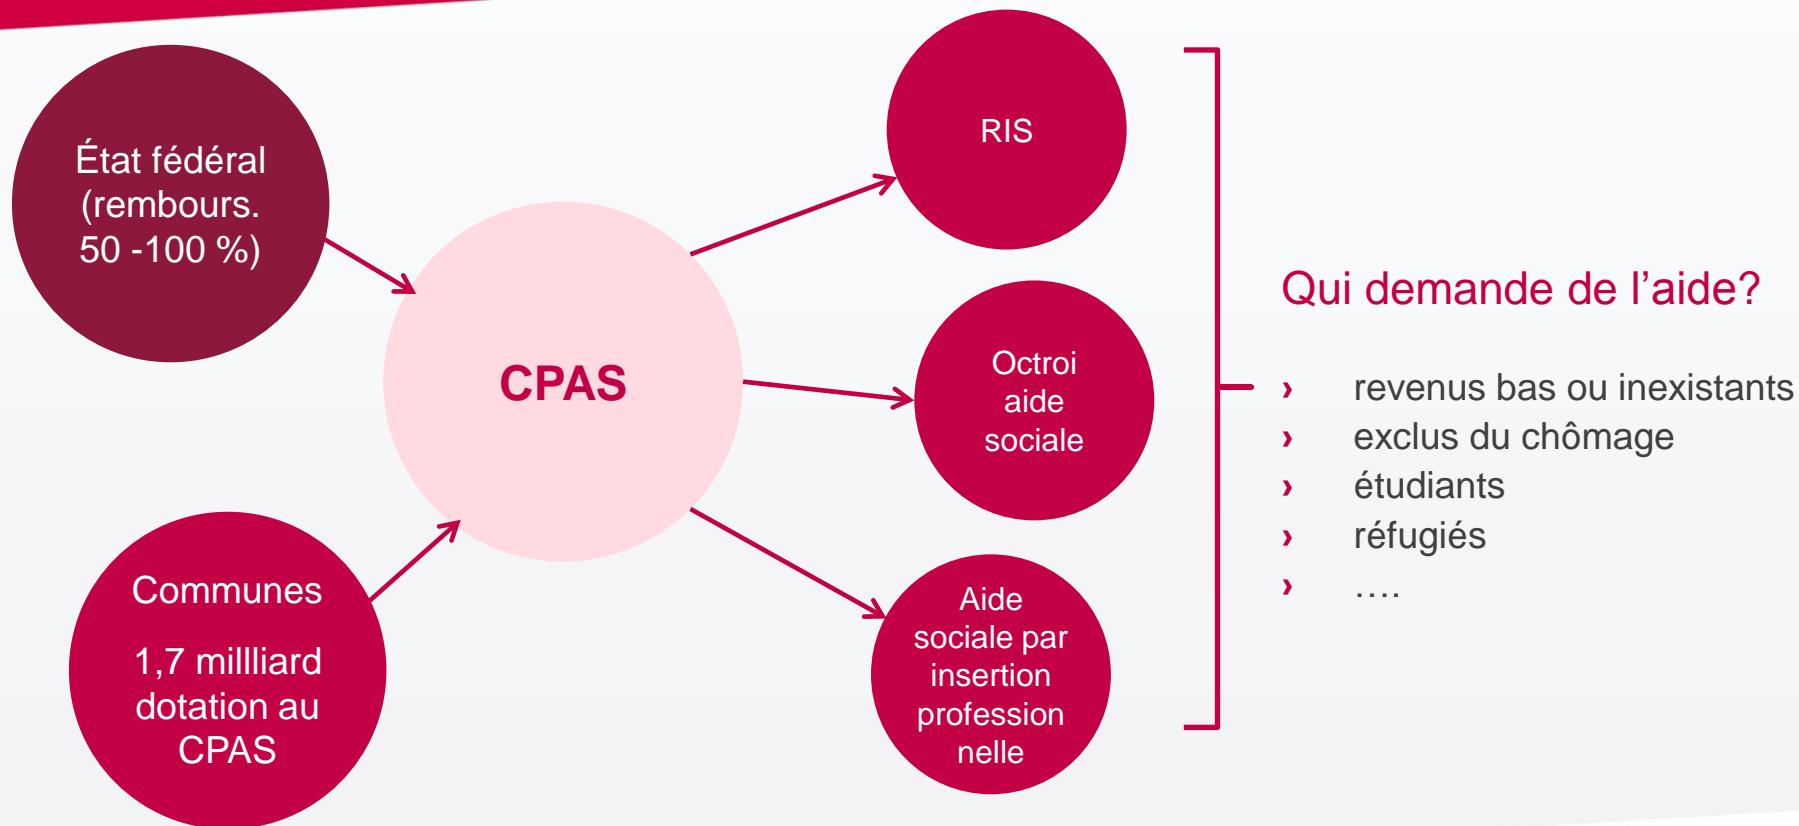 État fédéral
(rembours.
50 -100 %)
Communes
1,7 millliard
dotation au
CPAS
CPAS
RIS
Octroi
aide
sociale
Aide
sociale par
insertion
profession
nelle
Qui demande de l’aide?
› revenus bas ou inexistants
› exclus du chômage
› étudiants
› réfugiés
› ….